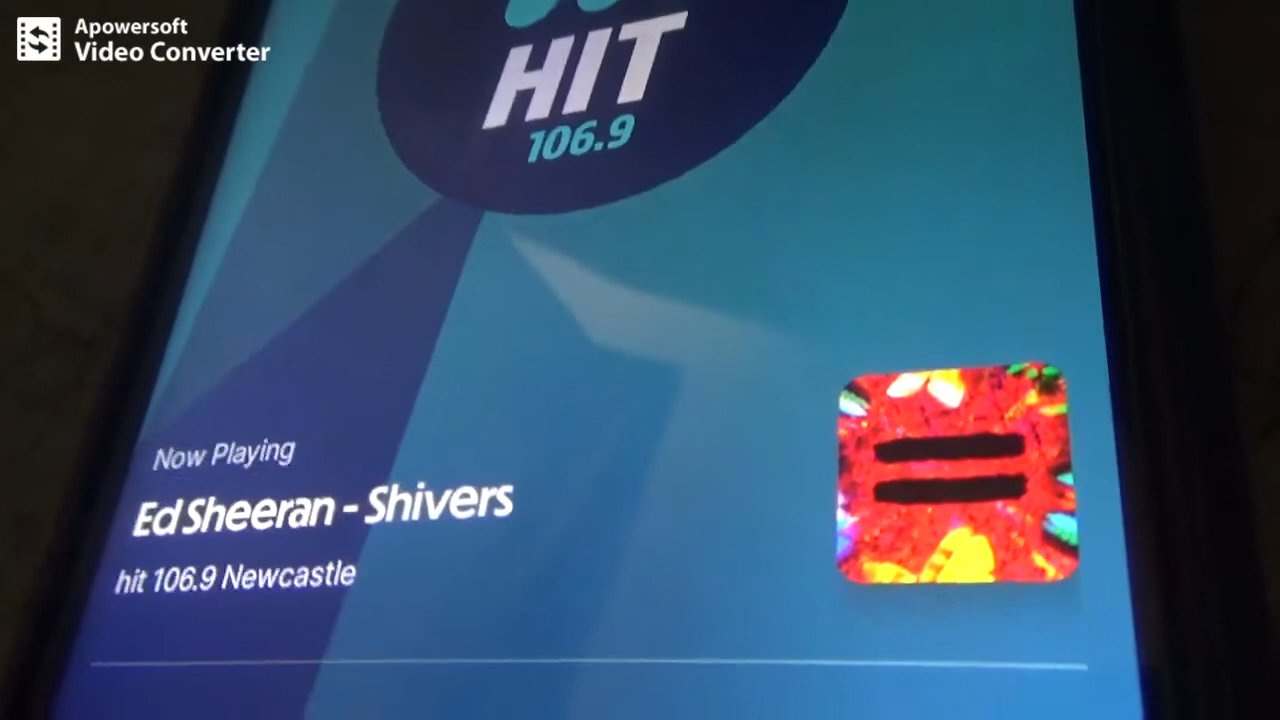 Apowersoft
Video Converter
HIT
106.9
Now Playing
Ed Sheeran - Shivers
hit 106.9 Newcastle